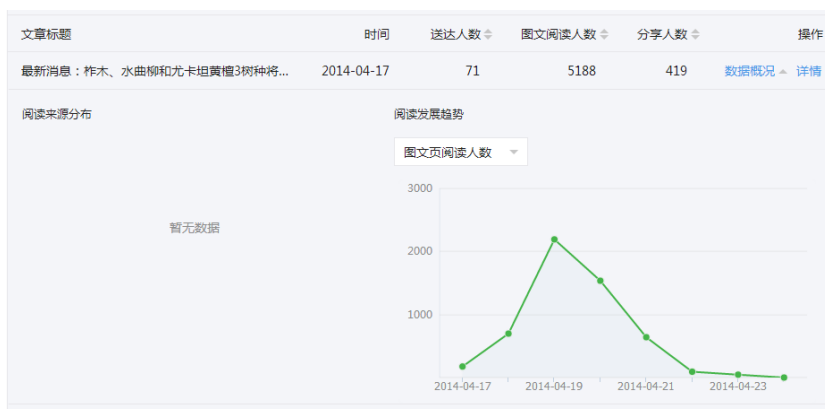 文章标题 时间 送达人数 图文阅读人数 分享人数 操作
最新消息：柞木、水曲柳和尤卡坦黄檀3树种将... 2014-04-17 71 5188 419 数据概况 详情
阅读来源分布 阅读发展趋势
图文页阅读人数
3000
暂无数据
2000
1000
2014-04-17 2014-04-19 2014-04-21 2014-04-23